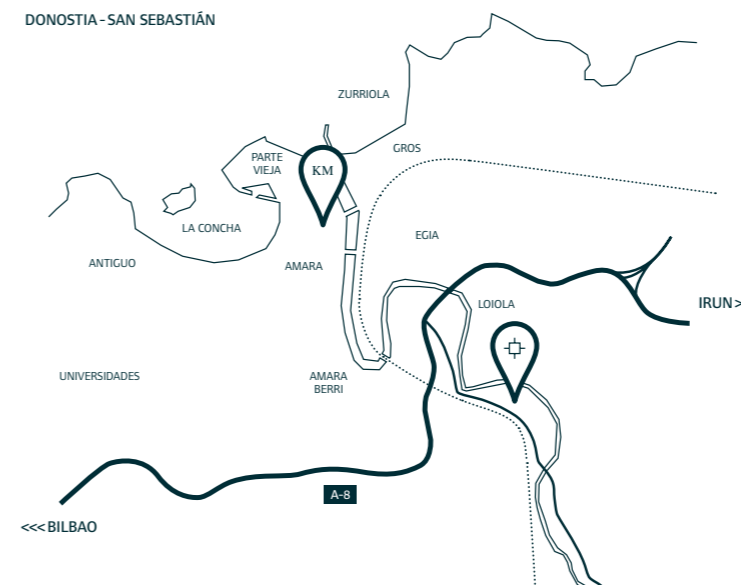 DONOSTIA - SAN SEBASTIÁN
ZURRIOLA
GROS
PARTE
VIEJA
KM
LA CONCHA
EGIA
ANTIGUO
AMARA
LOIOLA
IRUN>
UNIVERSIDADES
AMARA
BERRI
A-8
<<<BILBAO